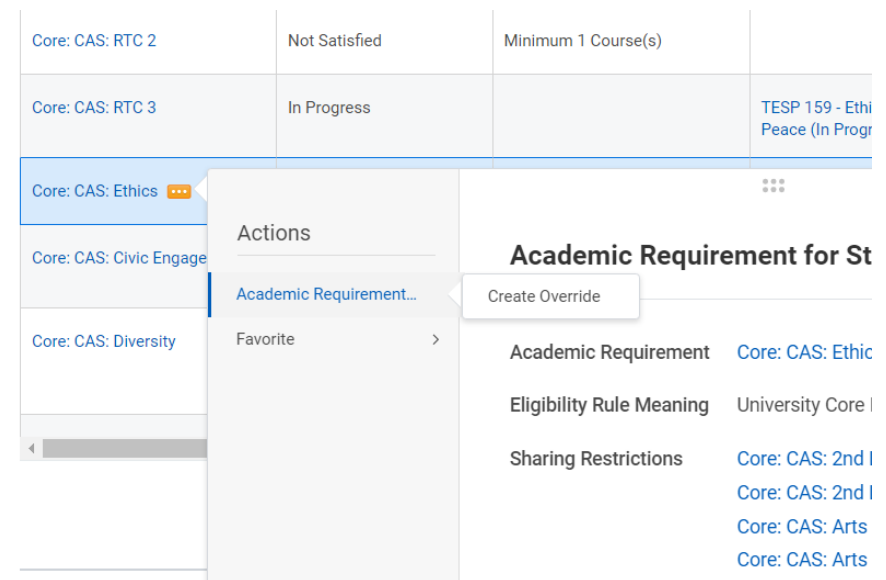 Core: CAS: RTC 2 Not Satisfied Minimum 1 Course(s)
Core: CAS: RTC 3 In Progress TESP 159 - Ethi
Peace (In Progr
Core: CAS: Ethics
Core: CAS: Civic Engage
Core: CAS: Diversity
Actions
Academic Requirement...
Favorite
Create Override
Academic Requirement for St
Academic Requirement Core: CAS: Ethic
Eligibility Rule Meaning University Core
Sharing Restrictions Core: CAS: 2nd
Core: CAS: 2nd
Core: CAS: Arts
Core: CAS: Arts